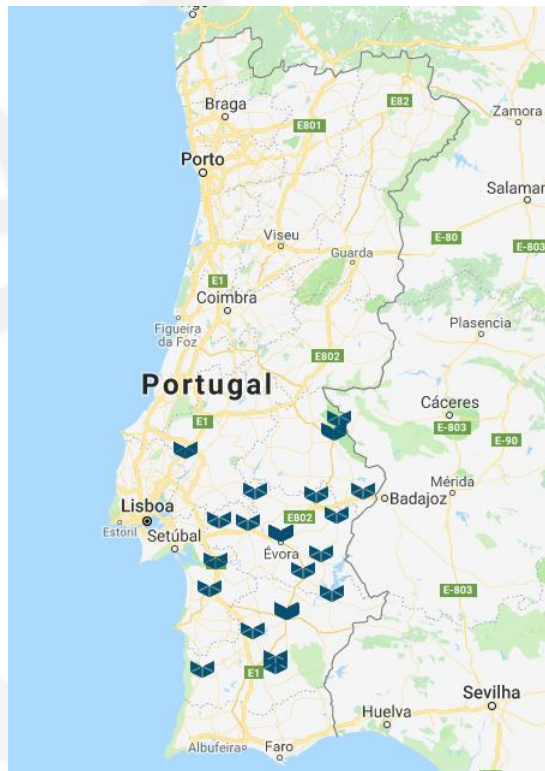 Braga
E82
E801
Zamora
Porto
Salamar
Viseu
E-80
E-803
Guarda
E1
Coimbra
Plasencia
Figueira
da Foz
E802
Portugal
Cáceres
E1
E-803
E-90
Mérida
Badajoz
Lisboa
E802
Estoril
Setúbal
Évora
E-803
E1
Sevilha
Huelva
Albufeira
Faro